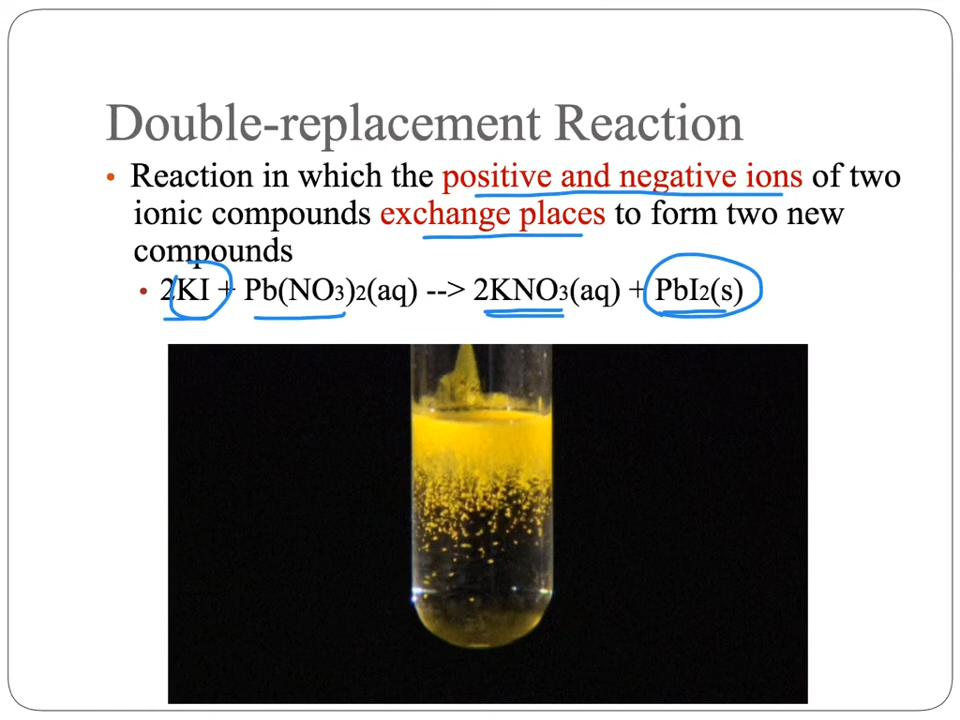 Double-replacement Reaction
• Reaction in which the positive and negative ions of two
ionic compounds exchange places to form two new
compounds
• 2KI + Pb(NO3)2(aq) --> 2KNO3(aq) + PbI2(s)